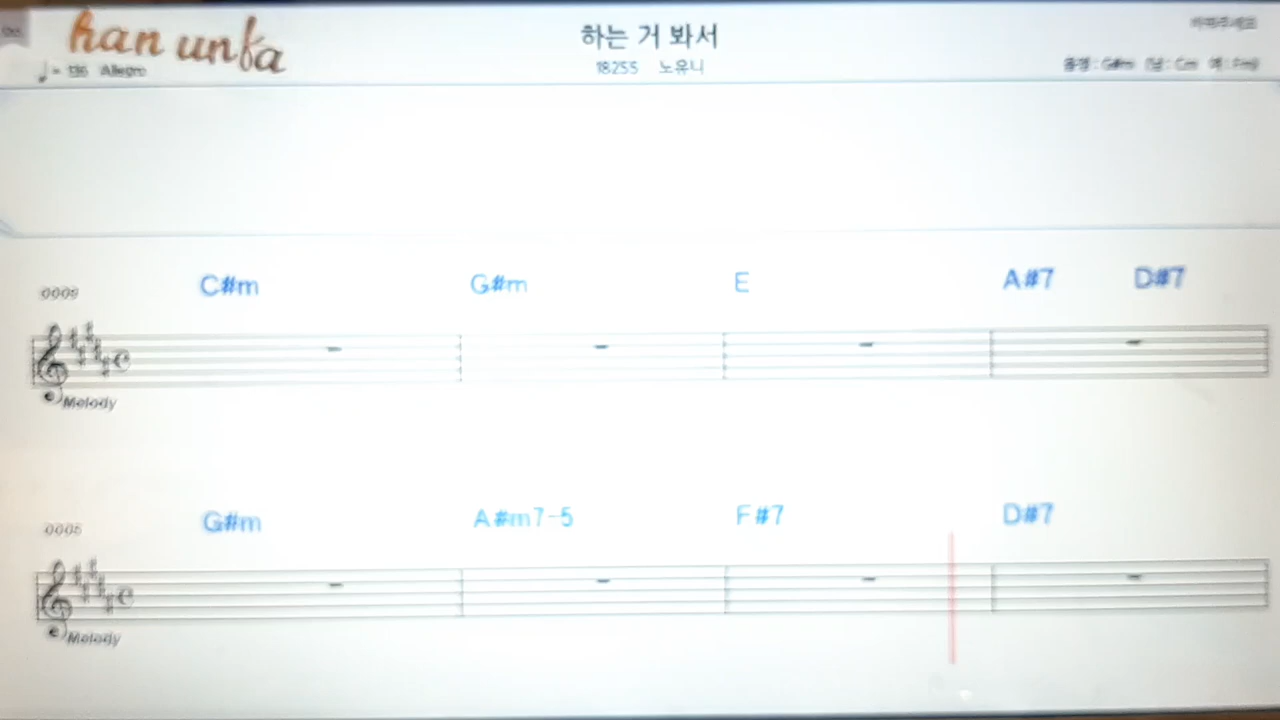 han unfa
하는 거 봐서
18255 노유니
Allegro
C#m G#m E A#7 D#7
0009
Melody
G#m A#m7-5 F#7 D#7
0005
Melody